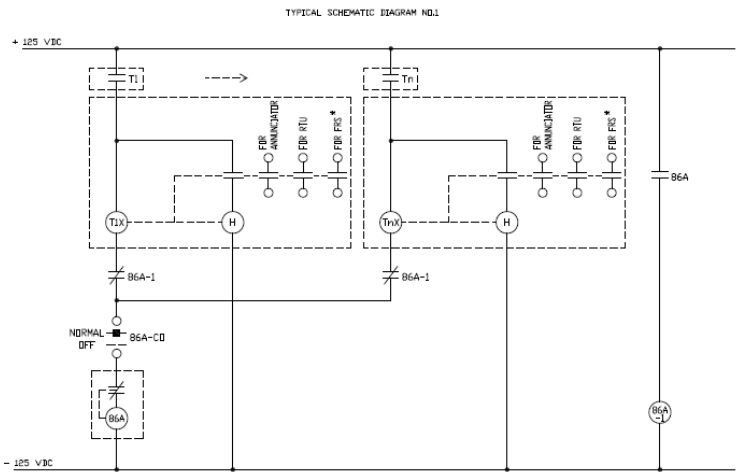 TYPICAL SCHEMATIC DIAGRAM NO.1
+ 125 VDC
T1
Tn
FOR ANNUNCIATOR
FOR RTU
FOR FRS *
FOR ANNUNCIATOR
FOR RTU
FOR FRS *
86A
T1X
H
TnX
H
86A-1
86A-1
NORMAL
OFF
86A-CO
86A
86A
-1
- 125 VDC